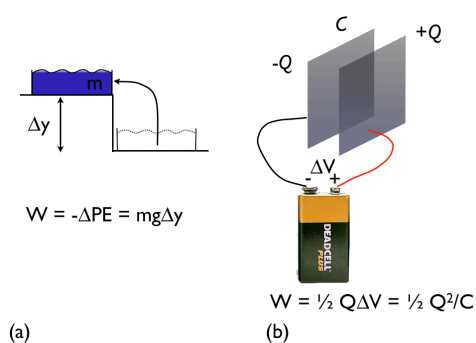 m
Δy
W = -ΔPE = mgΔy
(a)
C
-Q
+Q
ΔV
- +
DEADCELL
PLUS
W = ½ QΔV = ½ Q²/C
(b)